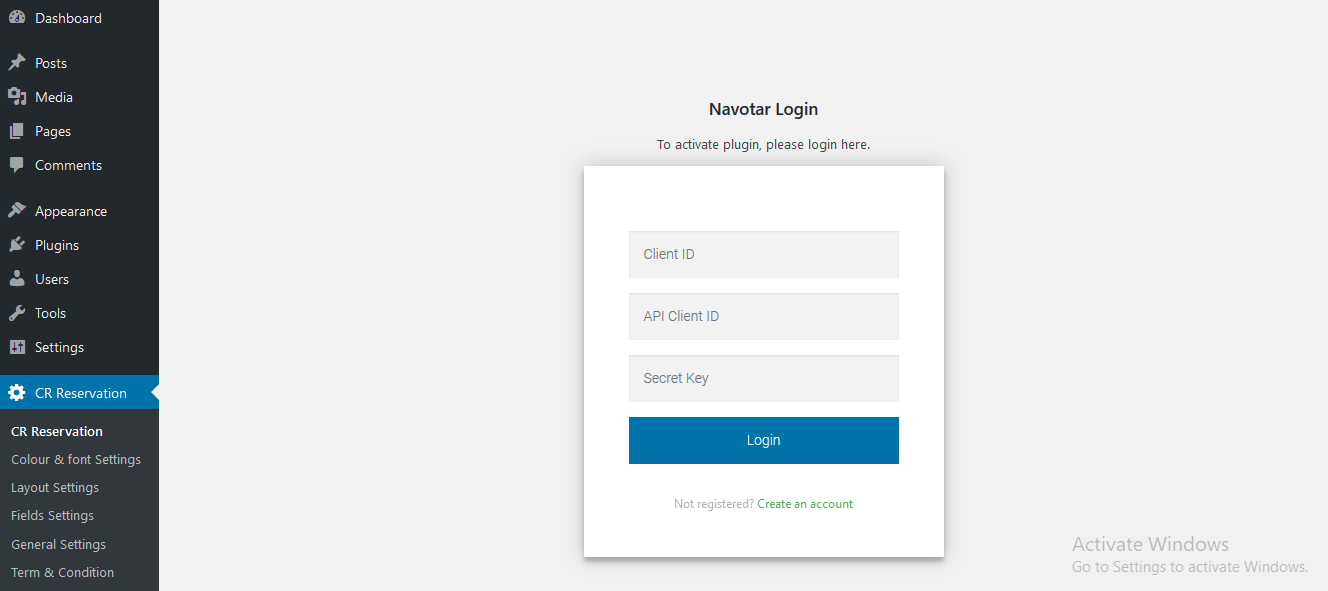 Dashboard
Posts
Media
Pages
Comments
Appearance
Plugins
Users
Tools
Settings
CR Reservation
CR Reservation
Colour & font Settings
Layout Settings
Fields Settings
General Settings
Term & Condition
Navotar Login
To activate plugin, please login here.
Client ID
API Client ID
Secret Key
Login
Not registered? Create an account
Activate Windows
Go to Settings to activate Windows.